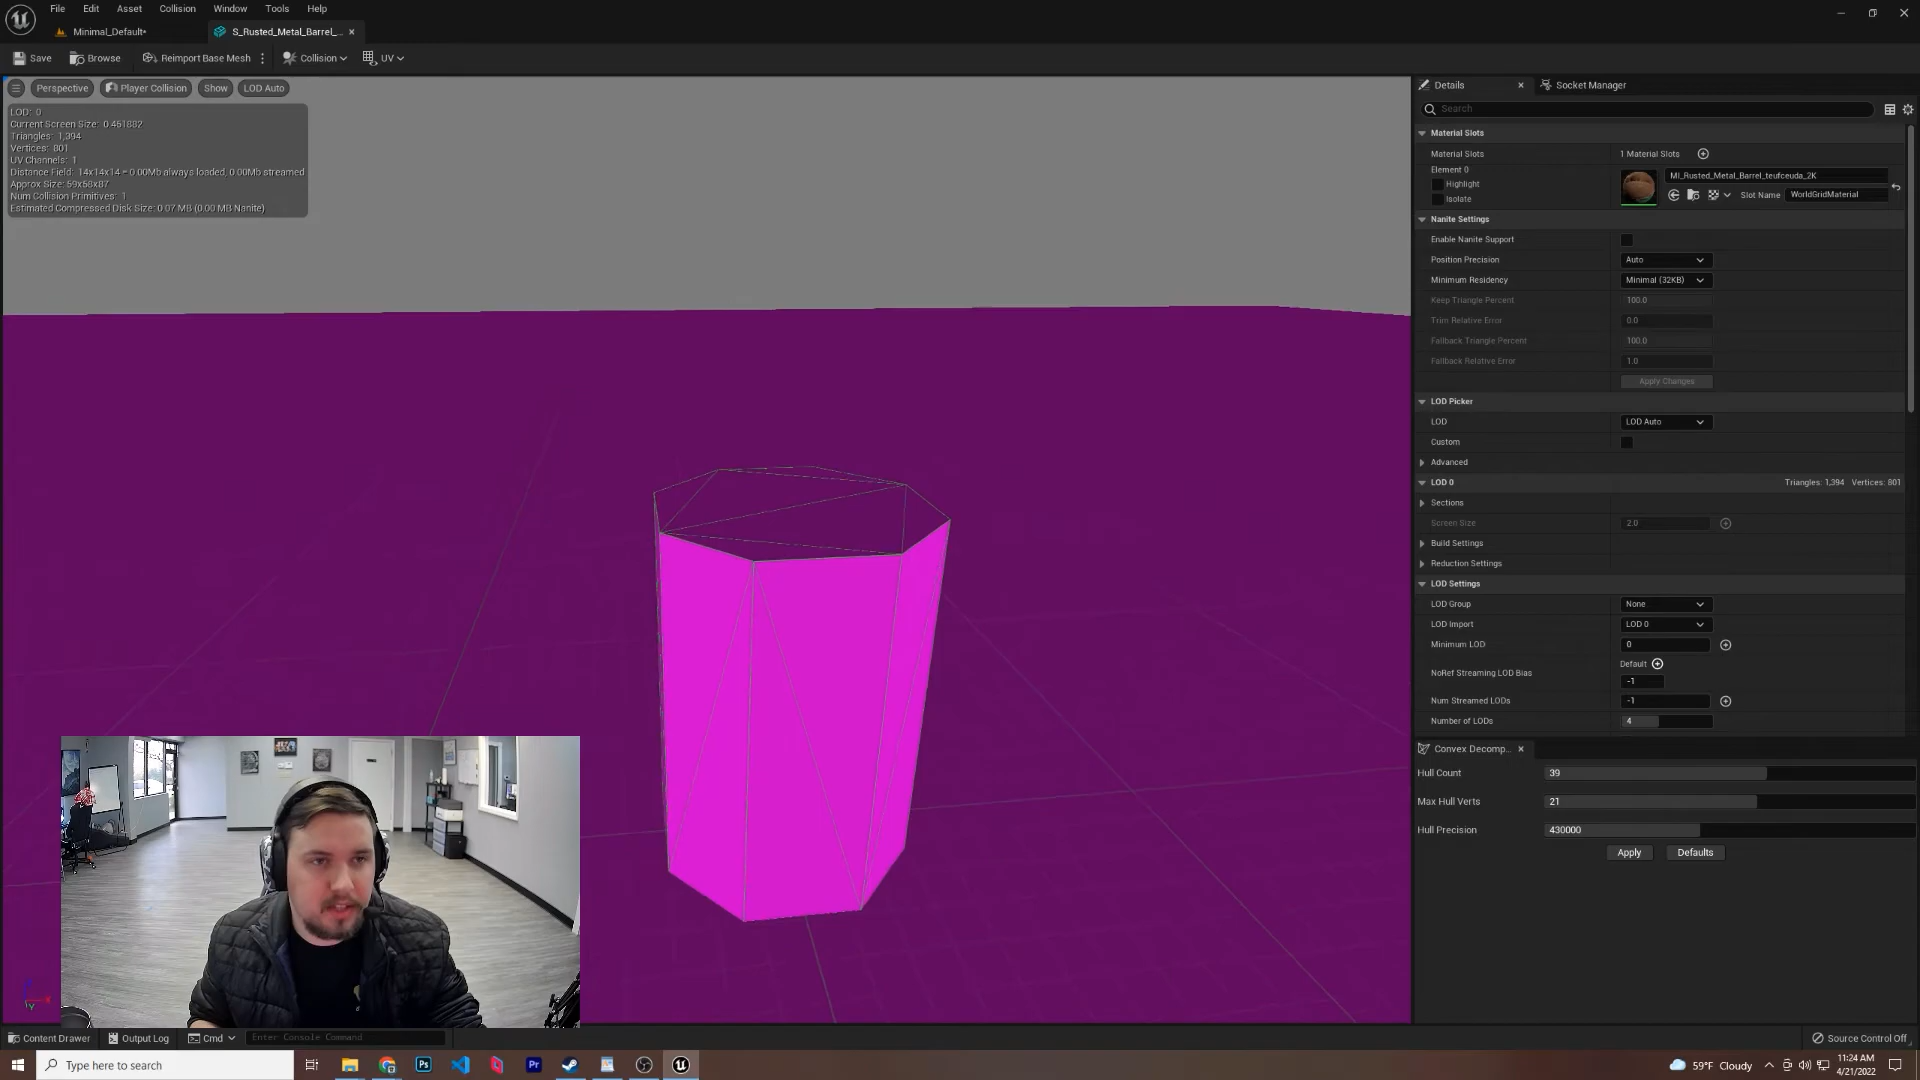 File Edit Asset Collision Window Tools Help
Minimal_Default*
S_Rusted_Metal_Barrel_...
Save Browse Reimport Base Mesh Collision UV
Perspective Player Collision Show LOD Auto
LOD: 0
Current Screen Size: 0.451882
Triangles: 1,394
Vertices: 801
UV Channels: 1
Distance Field: 14x14x14 = 0.00Mb always loaded, 0.00Mb streamed
Approx Size: 59x58x87
Num Collision Primitives: 1
Estimated Compressed Disk Size: 0.07 MB (0.00 MB Nanite)
Details
Socket Manager
Search
Material Slots
Material Slots 1 Material Slots
Element 0
Highlight
Isolate
MI_Rusted_Metal_Barrel_teufceuda_2K
Slot Name WorldGridMaterial
Nanite Settings
Enable Nanite Support
Position Precision Auto
Minimum Residency Minimal (32KB)
Keep Triangle Percent 100.0
Trim Relative Error 0.0
Fallback Triangle Percent 100.0
Fallback Relative Error 1.0
Apply Changes
LOD Picker
LOD LOD Auto
Custom
Advanced
LOD 0 Triangles: 1,394 Vertices: 801
Sections
Screen Size 2.0
Build Settings
Reduction Settings
LOD Settings
LOD Group None
LOD Import LOD 0
Minimum LOD 0
Default
NoRef Streaming LOD Bias -1
Num Streamed LODs -1
Number of LODs 4
Convex Decomp...
Hull Count 39
Max Hull Verts 21
Hull Precision 430000
Apply Defaults
Content Drawer Output Log Cmd Enter Console Command
Source Control Off
Type here to search
Ps
Pr
59°F Cloudy
11:24 AM
4/21/2022